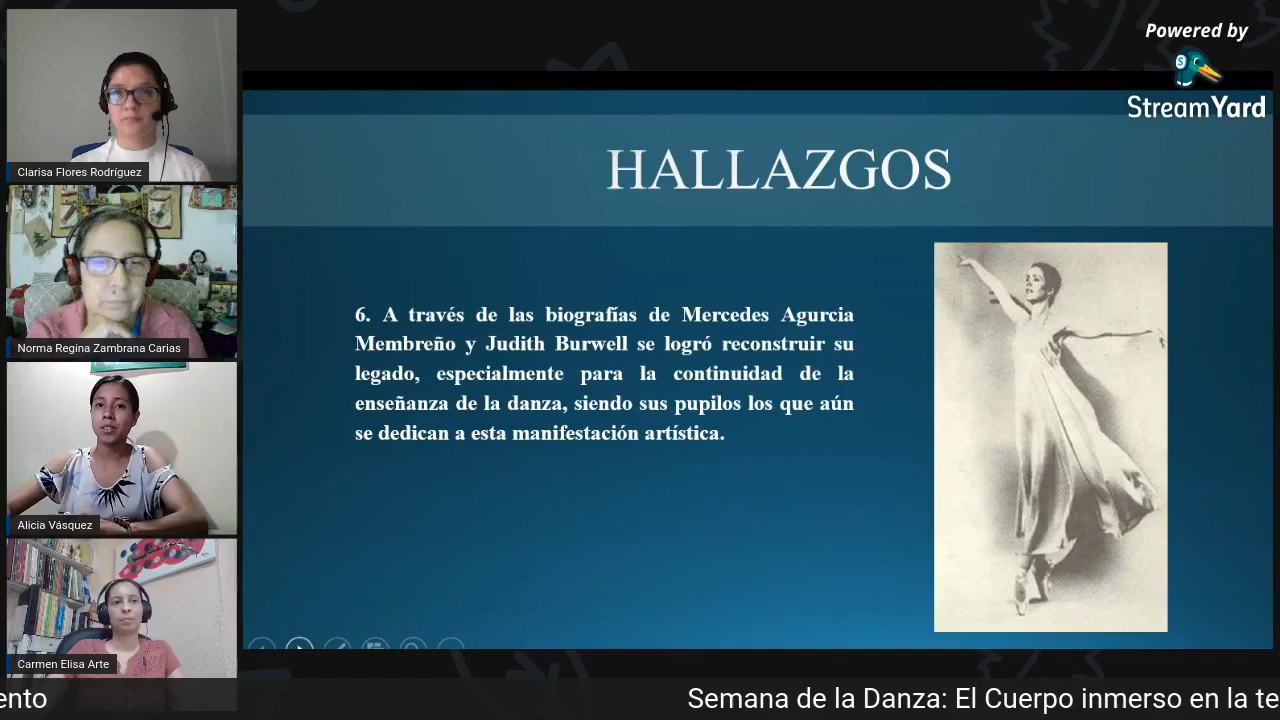 Powered by
StreamYard
Clarisa Flores Rodríguez
Norma Regina Zambrana Carias
Alicia Vásquez
Carmen Elisa Arte
HALLAZGOS
6. A través de las biografías de Mercedes Agurcia
Membreño y Judith Burwell se logró reconstruir su
legado, especialmente para la continuidad de la
enseñanza de la danza, siendo sus pupilos los que aún
se dedican a esta manifestación artística.
ento
Semana de la Danza: El Cuerpo inmerso en la te